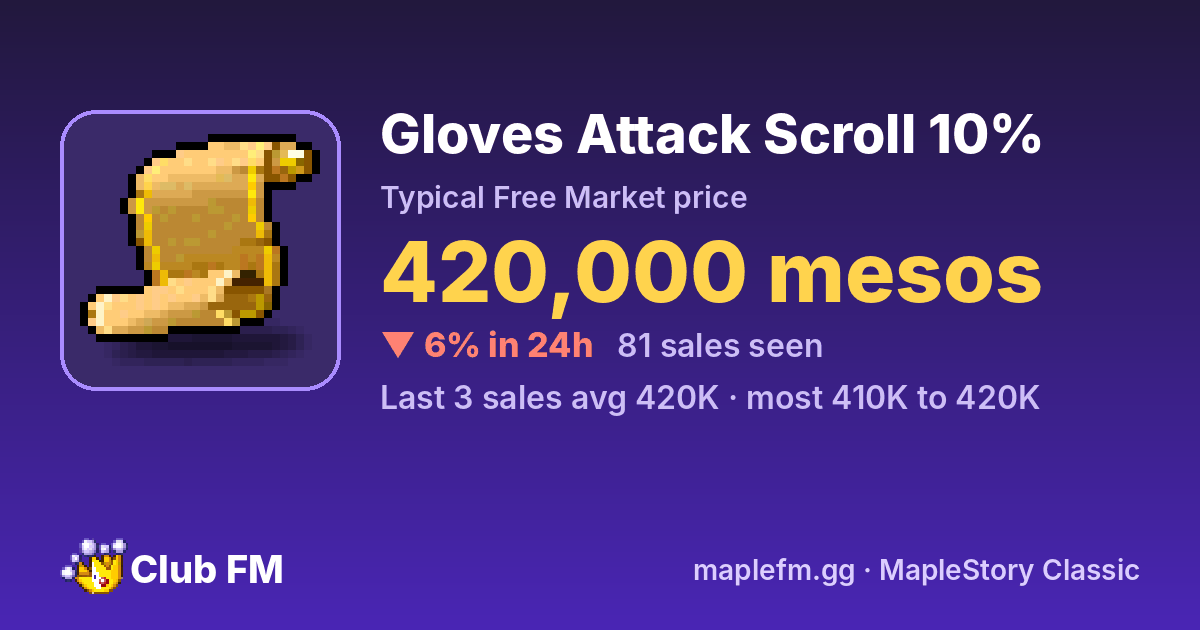 Gloves Attack Scroll 10%
Typical Free Market price
420,000 mesos
▼ 6% in 24h 81 sales seen
Last 3 sales avg 420K · most 410K to 420K
Club FM
maplefm.gg · MapleStory Classic